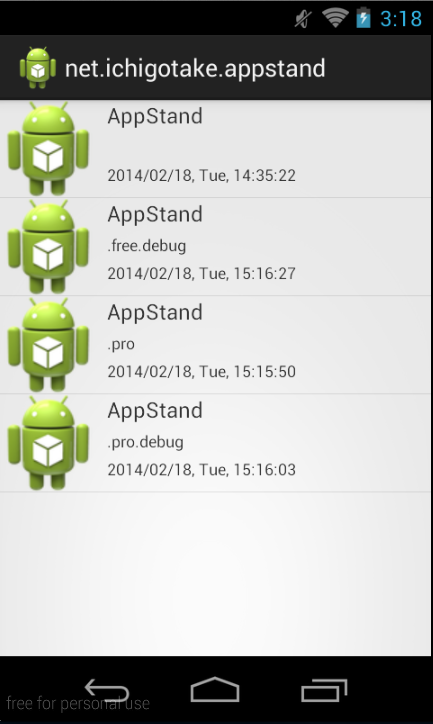 3:18
net.ichigotake.appstand
AppStand
2014/02/18, Tue, 14:35:22
AppStand
.free.debug
2014/02/18, Tue, 15:16:27
AppStand
.pro
2014/02/18, Tue, 15:15:50
AppStand
.pro.debug
2014/02/18, Tue, 15:16:03
free for personal use